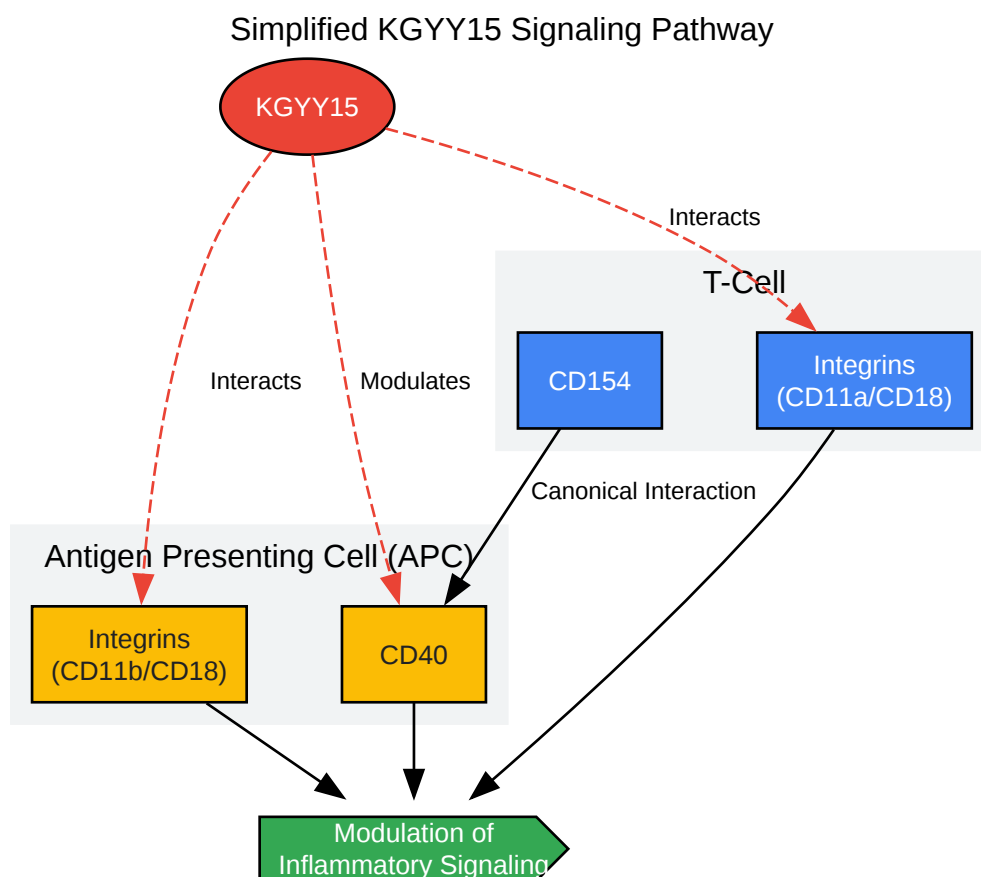 Simplified KGYY15 Signaling Pathway
KGYY15
Interacts
T-Cell
Interacts
Modulates
CD154
Integrins
(CD11a/CD18)
Canonical Interaction
Antigen Presenting Cell (APC)
Integrins
(CD11b/CD18)
CD40
Modulation of
Inflammatory Signaling